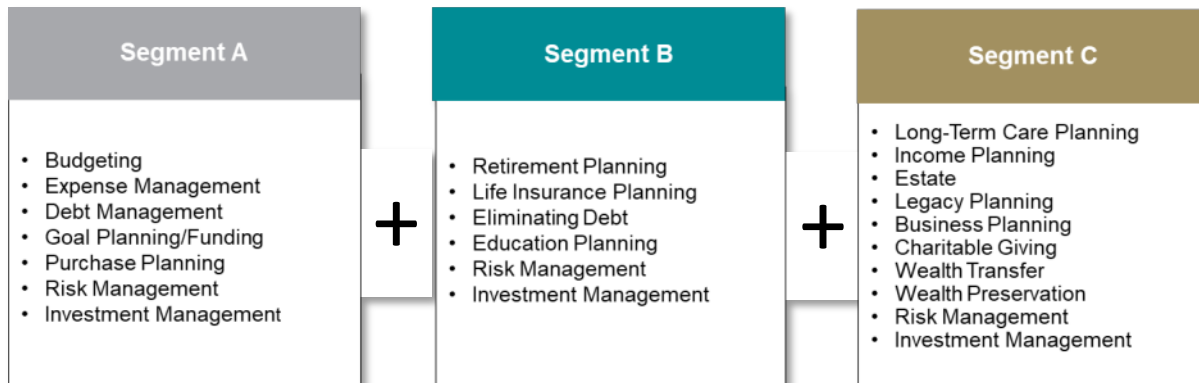 Segment A
• Budgeting
• Expense Management
• Debt Management
• Goal Planning/Funding
• Purchase Planning
• Risk Management
• Investment Management
+
Segment B
• Retirement Planning
• Life Insurance Planning
• Eliminating Debt
• Education Planning
• Risk Management
• Investment Management
+
Segment C
• Long-Term Care Planning
• Income Planning
• Estate
• Legacy Planning
• Business Planning
• Charitable Giving
• Wealth Transfer
• Wealth Preservation
• Risk Management
• Investment Management